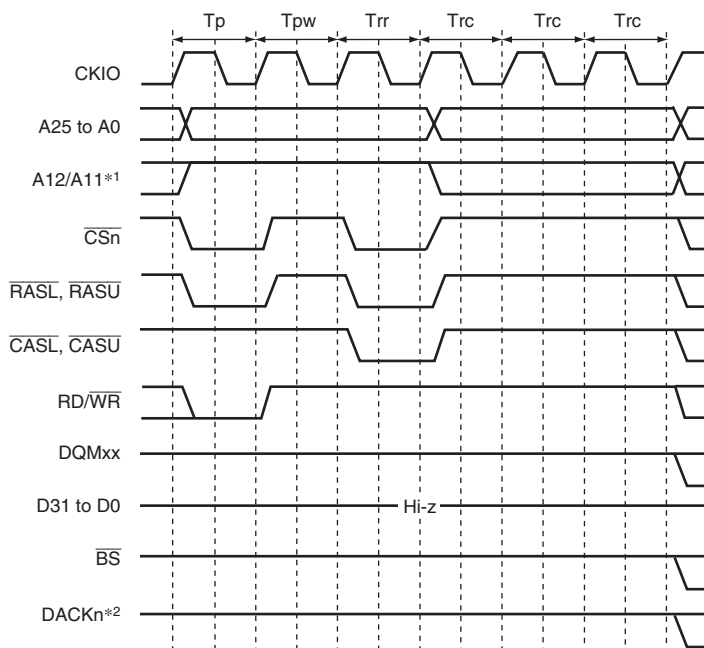 Tp Tpw Trr Trc Trc Trc
CKIO
A25 to A0
A12/A11*1
CSn
RASL, RASU
CASL, CASU
RD/WR
DQMxx
D31 to D0 Hi-z
BS
DACKn*2